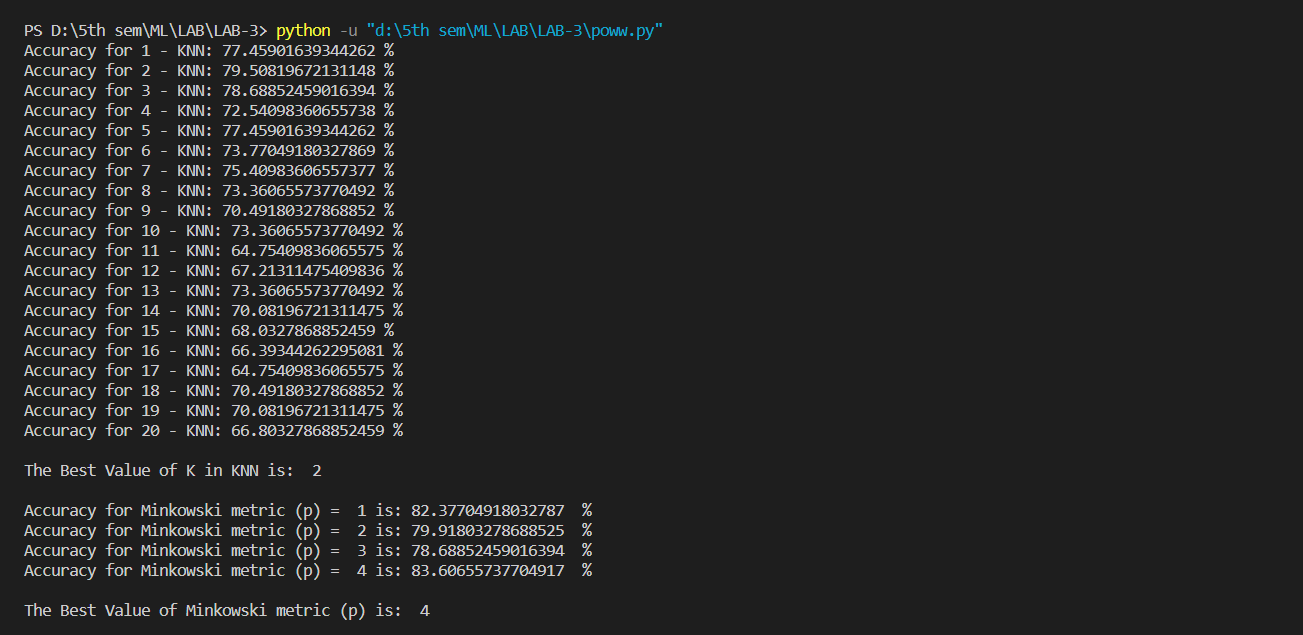 PS D:\5th sem\ML\LAB\LAB-3> python -u "d:\5th sem\ML\LAB\LAB-3\poww.py"
Accuracy for 1 - KNN: 77.45901639344262 %
Accuracy for 2 - KNN: 79.50819672131148 %
Accuracy for 3 - KNN: 78.68852459016394 %
Accuracy for 4 - KNN: 72.54098360655738 %
Accuracy for 5 - KNN: 77.45901639344262 %
Accuracy for 6 - KNN: 73.77049180327869 %
Accuracy for 7 - KNN: 75.40983606557377 %
Accuracy for 8 - KNN: 73.36065573770492 %
Accuracy for 9 - KNN: 70.49180327868852 %
Accuracy for 10 - KNN: 73.36065573770492 %
Accuracy for 11 - KNN: 64.75409836065575 %
Accuracy for 12 - KNN: 67.21311475409836 %
Accuracy for 13 - KNN: 73.36065573770492 %
Accuracy for 14 - KNN: 70.08196721311475 %
Accuracy for 15 - KNN: 68.0327868852459 %
Accuracy for 16 - KNN: 66.39344262295081 %
Accuracy for 17 - KNN: 64.75409836065575 %
Accuracy for 18 - KNN: 70.49180327868852 %
Accuracy for 19 - KNN: 70.08196721311475 %
Accuracy for 20 - KNN: 66.80327868852459 %
The Best Value of K in KNN is:  2
Accuracy for Minkowski metric (p) =  1 is: 82.37704918032787  %
Accuracy for Minkowski metric (p) =  2 is: 79.91803278688525  %
Accuracy for Minkowski metric (p) =  3 is: 78.68852459016394  %
Accuracy for Minkowski metric (p) =  4 is: 83.60655737704917  %
The Best Value of Minkowski metric (p) is:  4